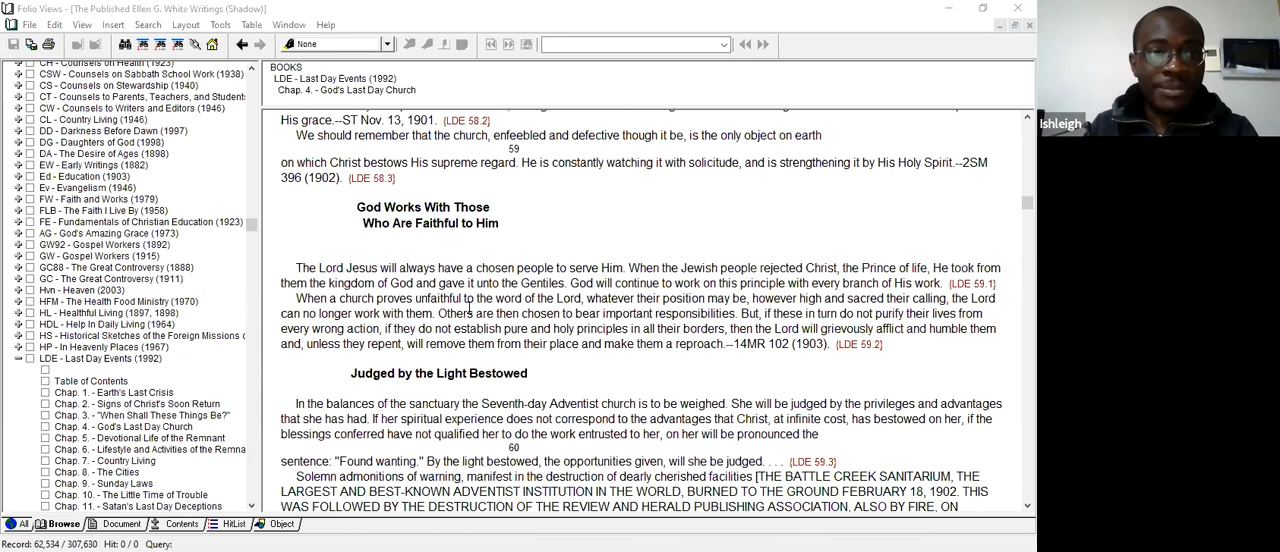 Folio Views - [The Published Ellen G. White Writings (Shadow)]
File Edit View Insert Search Layout Tools Table Window Help
None
CH - Counsels on Health (1923)
CSW - Counsels on Sabbath School Work (1938)
CS - Counsels on Stewardship (1940)
CT - Counsels to Parents, Teachers, and Students
CW - Counsels to Writers and Editors (1946)
CL - Country Living (1946)
DD - Darkness Before Dawn (1997)
DG - Daughters of God (1998)
DA - The Desire of Ages (1898)
EW - Early Writings (1882)
Ed - Education (1903)
Ev - Evangelism (1946)
FW - Faith and Works (1979)
FLB - The Faith I Live By (1958)
FE - Fundamentals of Christian Education (1923)
AG - God's Amazing Grace (1973)
GW92 - Gospel Workers (1892)
GW - Gospel Workers (1915)
GC88 - The Great Controversy (1888)
GC - The Great Controversy (1911)
Hvn - Heaven (2003)
HFM - The Health Food Ministry (1970)
HL - Healthful Living (1897, 1898)
HDL - Help In Daily Living (1964)
HS - Historical Sketches of the Foreign Missions o
HP - In Heavenly Places (1967)
LDE - Last Day Events (1992)
Table of Contents
Chap. 1. - Earth's Last Crisis
Chap. 2 - Signs of Christ's Soon Return
Chap. 3. - "When Shall These Things Be?"
Chap. 4 - God's Last Day Church
Chap. 5 - Devotional Life of the Remnant
Chap. 6. - Lifestyle and Activities of the Remna
Chap. 7. - Country Living
Chap. 8. - The Cities
Chap. 9 - Sunday Laws
Chap. 10. - The Little Time of Trouble
Chap. 11. - Satan's Last Day Deceptions
All Browse Document Contents HitList Object
Record: 62,534 / 307,630 Hit: 0 / 0 Query:
BOOKS
LDE - Last Day Events (1992)
Chap. 4. - God's Last Day Church
His grace.--ST Nov. 13, 1901. {LDE 58.2}
We should remember that the church, enfeebled and defective though it be, is the only object on earth
59
on which Christ bestows His supreme regard. He is constantly watching it with solicitude, and is strengthening it by His Holy Spirit.--2SM
396 (1902). {LDE 58.3}
God Works With Those
Who Are Faithful to Him
The Lord Jesus will always have a chosen people to serve Him. When the Jewish people rejected Christ, the Prince of life, He took from
them the kingdom of God and gave it unto the Gentiles. God will continue to work on this principle with every branch of His work. {LDE 59.1}
When a church proves unfaithful to the word of the Lord, whatever their position may be, however high and sacred their calling, the Lord
can no longer work with them. Others are then chosen to bear important responsibilities. But, if these in turn do not purify their lives from
every wrong action, if they do not establish pure and holy principles in all their borders, then the Lord will grievously afflict and humble them
and, unless they repent, will remove them from their place and make them a reproach.--14MR 102 (1903). {LDE 59.2}
Judged by the Light Bestowed
In the balances of the sanctuary the Seventh-day Adventist church is to be weighed. She will be judged by the privileges and advantages
that she has had. If her spiritual experience does not correspond to the advantages that Christ, at infinite cost, has bestowed on her, if the
blessings conferred have not qualified her to do the work entrusted to her, on her will be pronounced the
60
sentence: "Found wanting." By the light bestowed, the opportunities given, will she be judged. . . . {LDE 59.3}
Solemn admonitions of warning, manifest in the destruction of dearly cherished facilities [THE BATTLE CREEK SANITARIUM, THE
LARGEST AND BEST-KNOWN ADVENTIST INSTITUTION IN THE WORLD, BURNED TO THE GROUND FEBRUARY 18, 1902. THIS
WAS FOLLOWED BY THE DESTRUCTION OF THE REVIEW AND HERALD PUBLISHING ASSOCIATION, ALSO BY FIRE, ON
Ishleigh